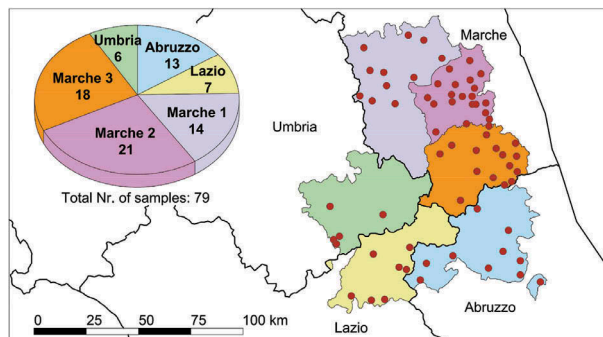 Umbria
6
Abruzzo
13
Lazio
7
Marche 3
18
Marche 1
14
Marche 2
21
Total Nr. of samples: 79
Marche
Umbria
Lazio
Abruzzo
0 25 50 75 100 km